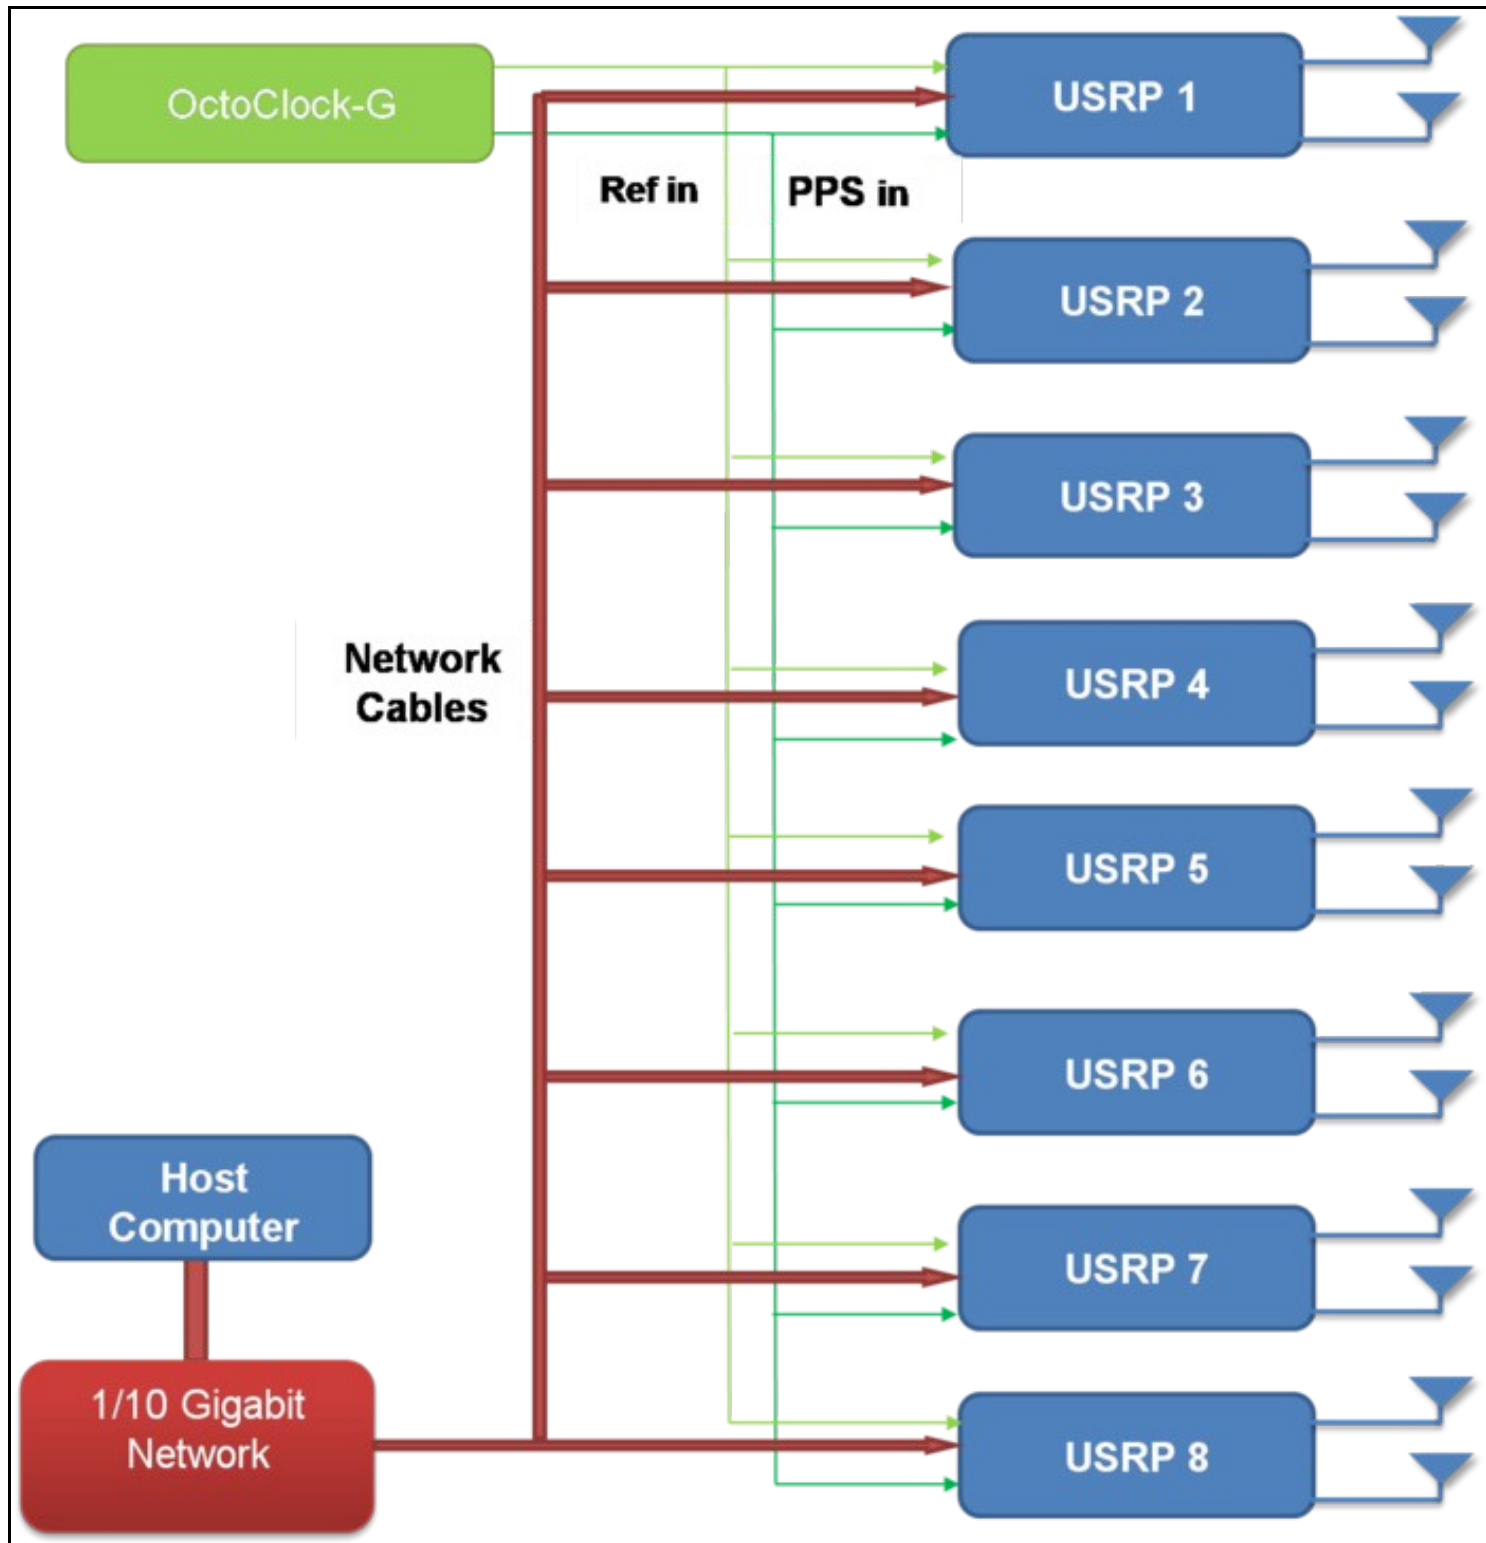 OctoClock-G
USRP 1
Ref in
PPS in
USRP 2
USRP 3
Network
Cables
USRP 4
USRP 5
USRP 6
Host
Computer
USRP 7
1/10 Gigabit
Network
USRP 8